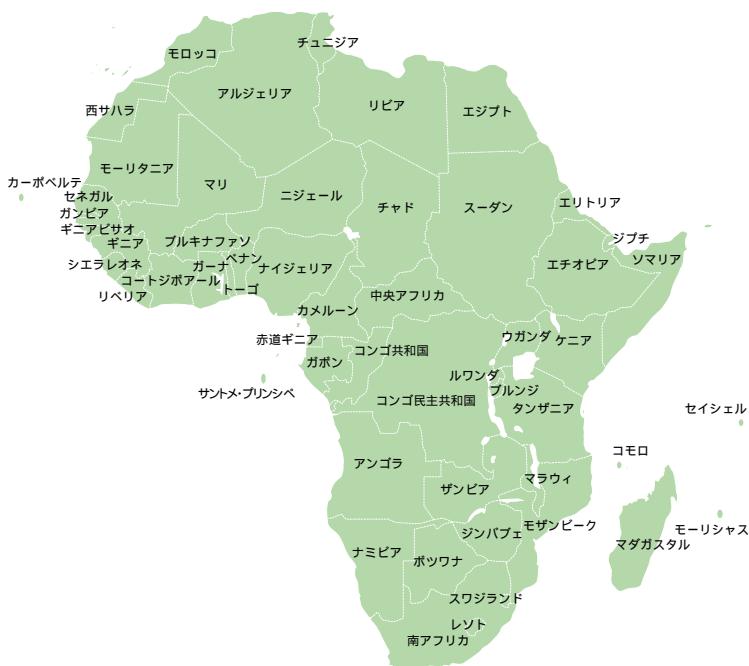 チュニジア
モロッコ
アルジェリア
リビア
エジプト
西サハラ
モーリタニア
カーボベルテ
マリ
ニジェール
チャド
スーダン
エリトリア
セネガル
ガンビア
ギニアビサオ
ギニア
ブルキナファソ
ジプチ
ベナン
ソマリア
シエラレオネ
ガーナ
ナイジェリア
エチオピア
コートジボアール
トーゴ
リベリア
中央アフリカ
カメルーン
赤道ギニア
コンゴ共和国
ウガンダ
ケニア
ガボン
ルワンダ
ブルンジ
サントメ・プリンシペ
コンゴ民主共和国
タンザニア
セイシェル
コモロ
アンゴラ
ザンビア
マラウィ
モザンビーク
モーリシャス
ジンバブェ
マダガスタル
ナミビア
ボツワナ
スワジランド
レソト
南アフリカ